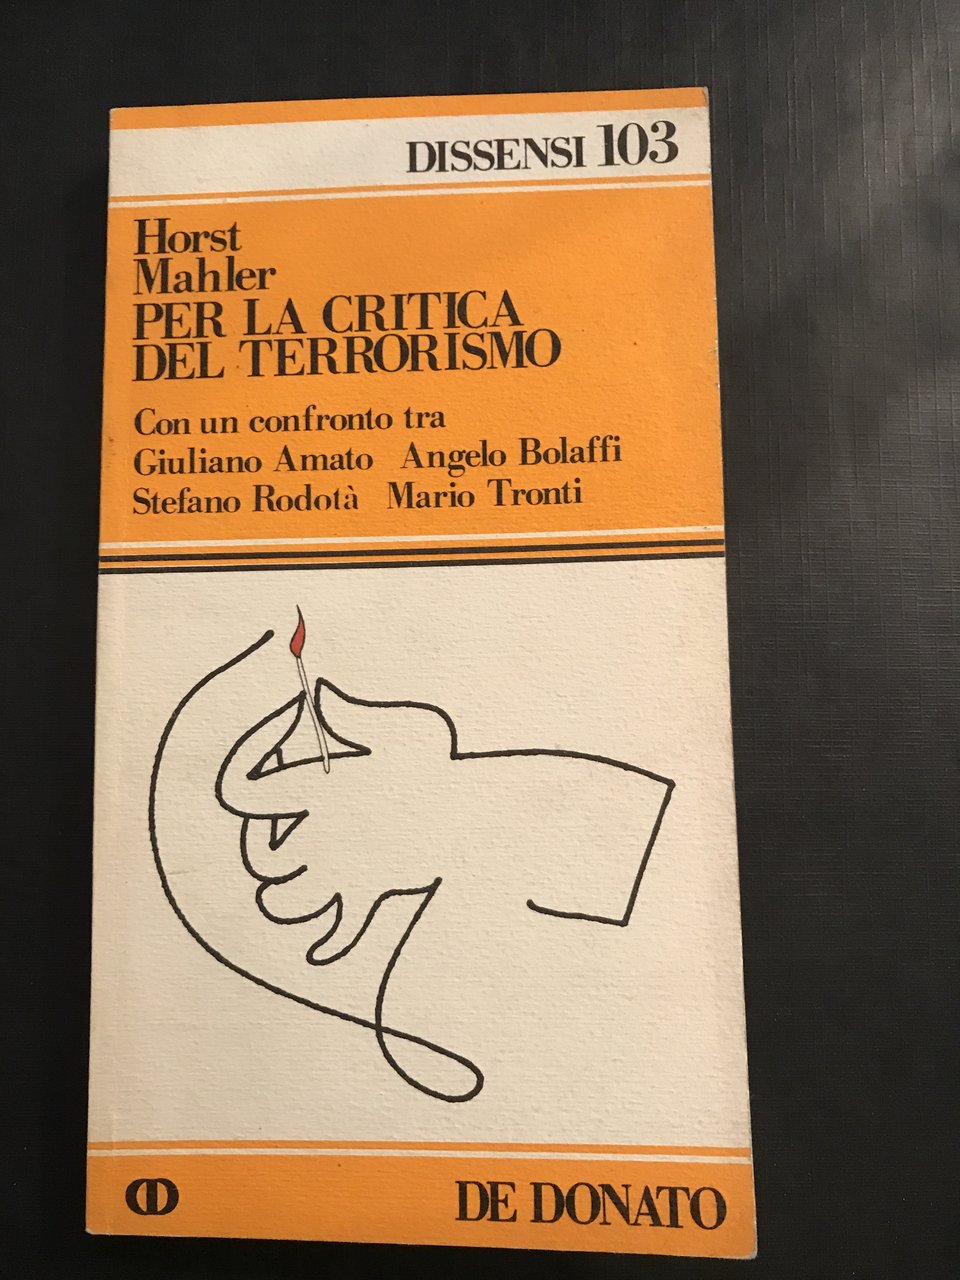 DISSENSI 103
Horst
Mahler
PER LA CRITICA
DEL TERRORISMO
Con un confronto tra
Giuliano Amato Angelo Bolaffi
Stefano Rodotà Mario Tronti
DE DONATO